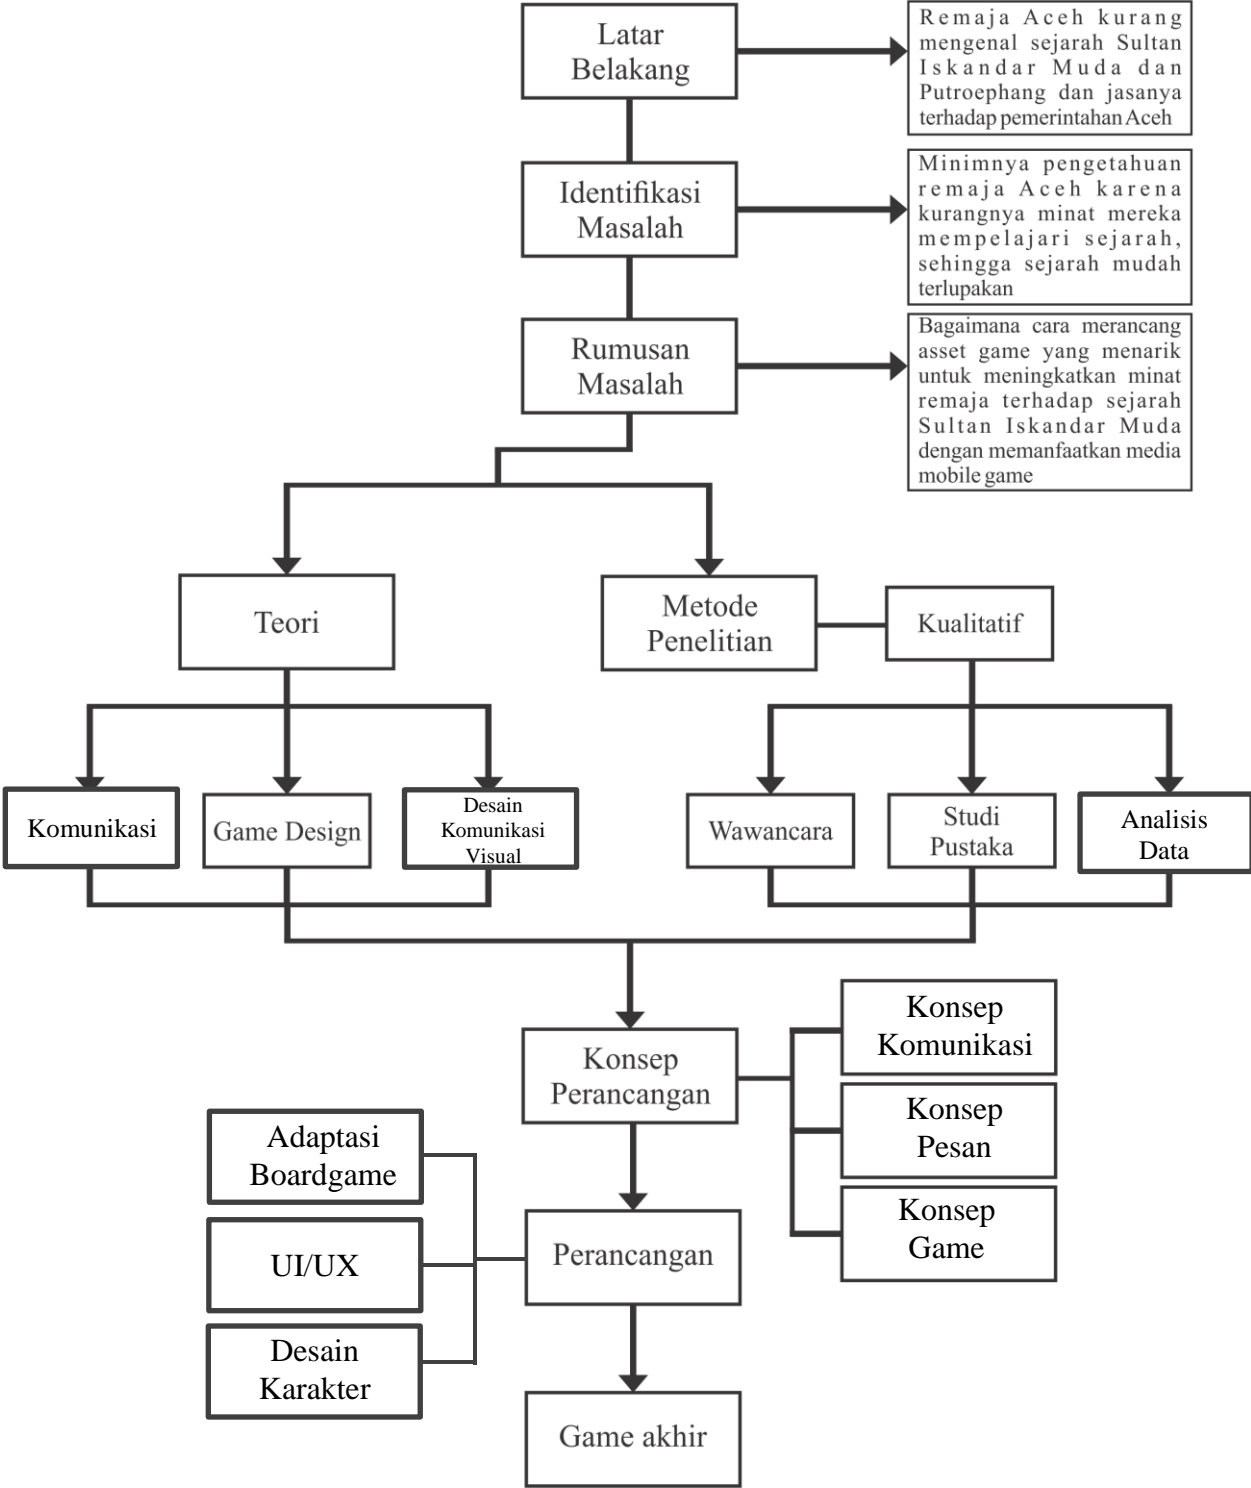 Latar
Belakang
Remaja Aceh kurang
mengenal sejarah Sultan
Iskandar Muda dan
Putroephang dan jasanya
terhadap pemerintahan Aceh
Identifikasi
Masalah
Minimnya pengetahuan
remaja Aceh karena
kurangnya minat mereka
mempelajari sejarah,
sehingga sejarah mudah
terlupakan
Rumusan
Masalah
Bagaimana cara merancang
asset game yang menarik
untuk meningkatkan minat
remaja terhadap sejarah
Sultan Iskandar Muda
dengan memanfaatkan media
mobile game
Teori
Metode
Penelitian
Kualitatif
Komunikasi
Game Design
Desain
Komunikasi
Visual
Wawancara
Studi
Pustaka
Analisis
Data
Konsep
Perancangan
Konsep
Komunikasi
Konsep
Pesan
Konsep
Game
Adaptasi
Boardgame
UI/UX
Desain
Karakter
Perancangan
Game akhir